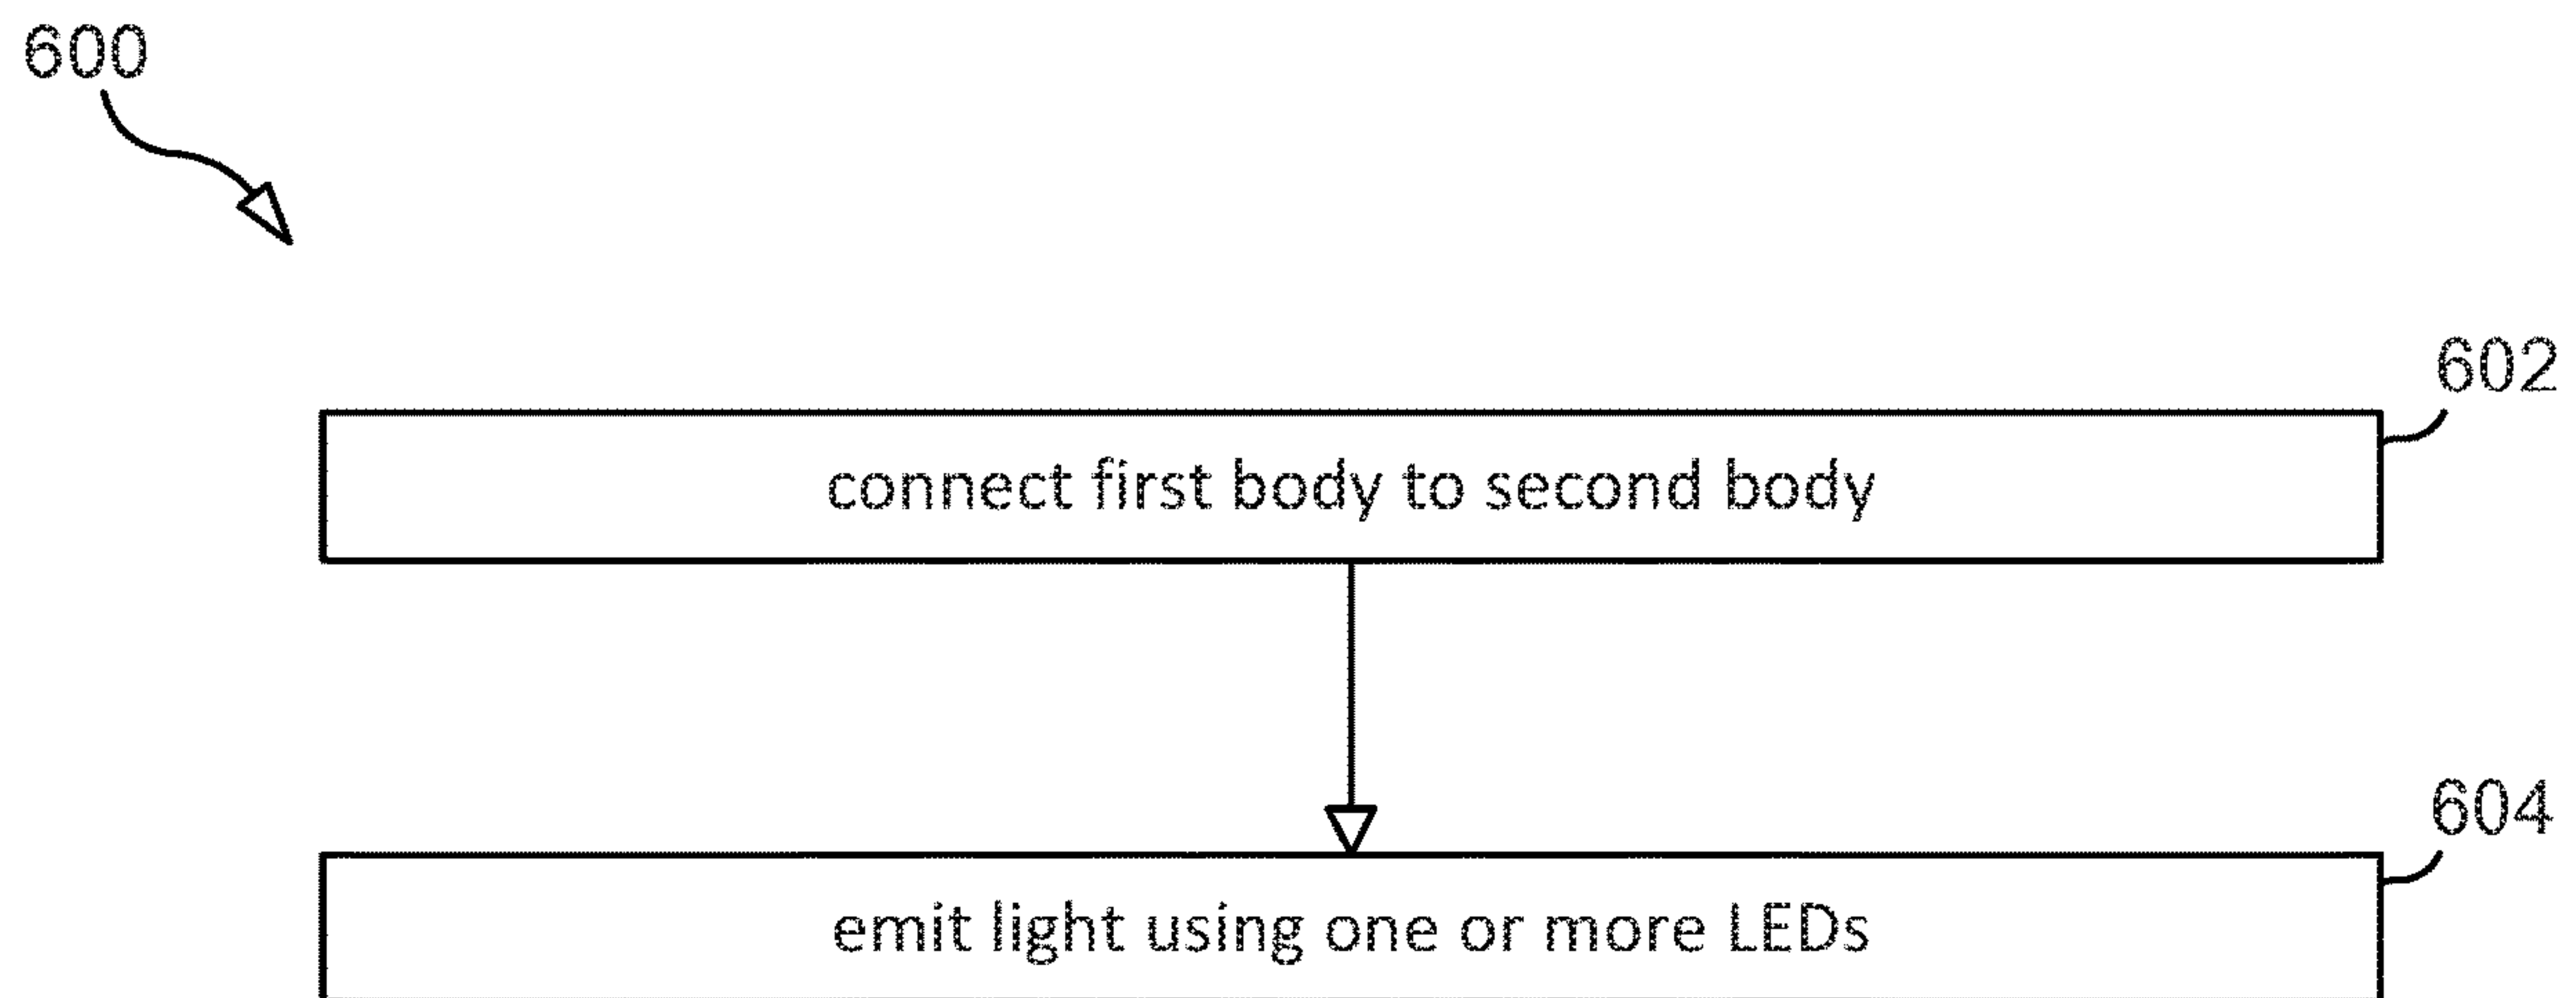 600
602
connect first body to second body
604
emit light using one or more LEDs